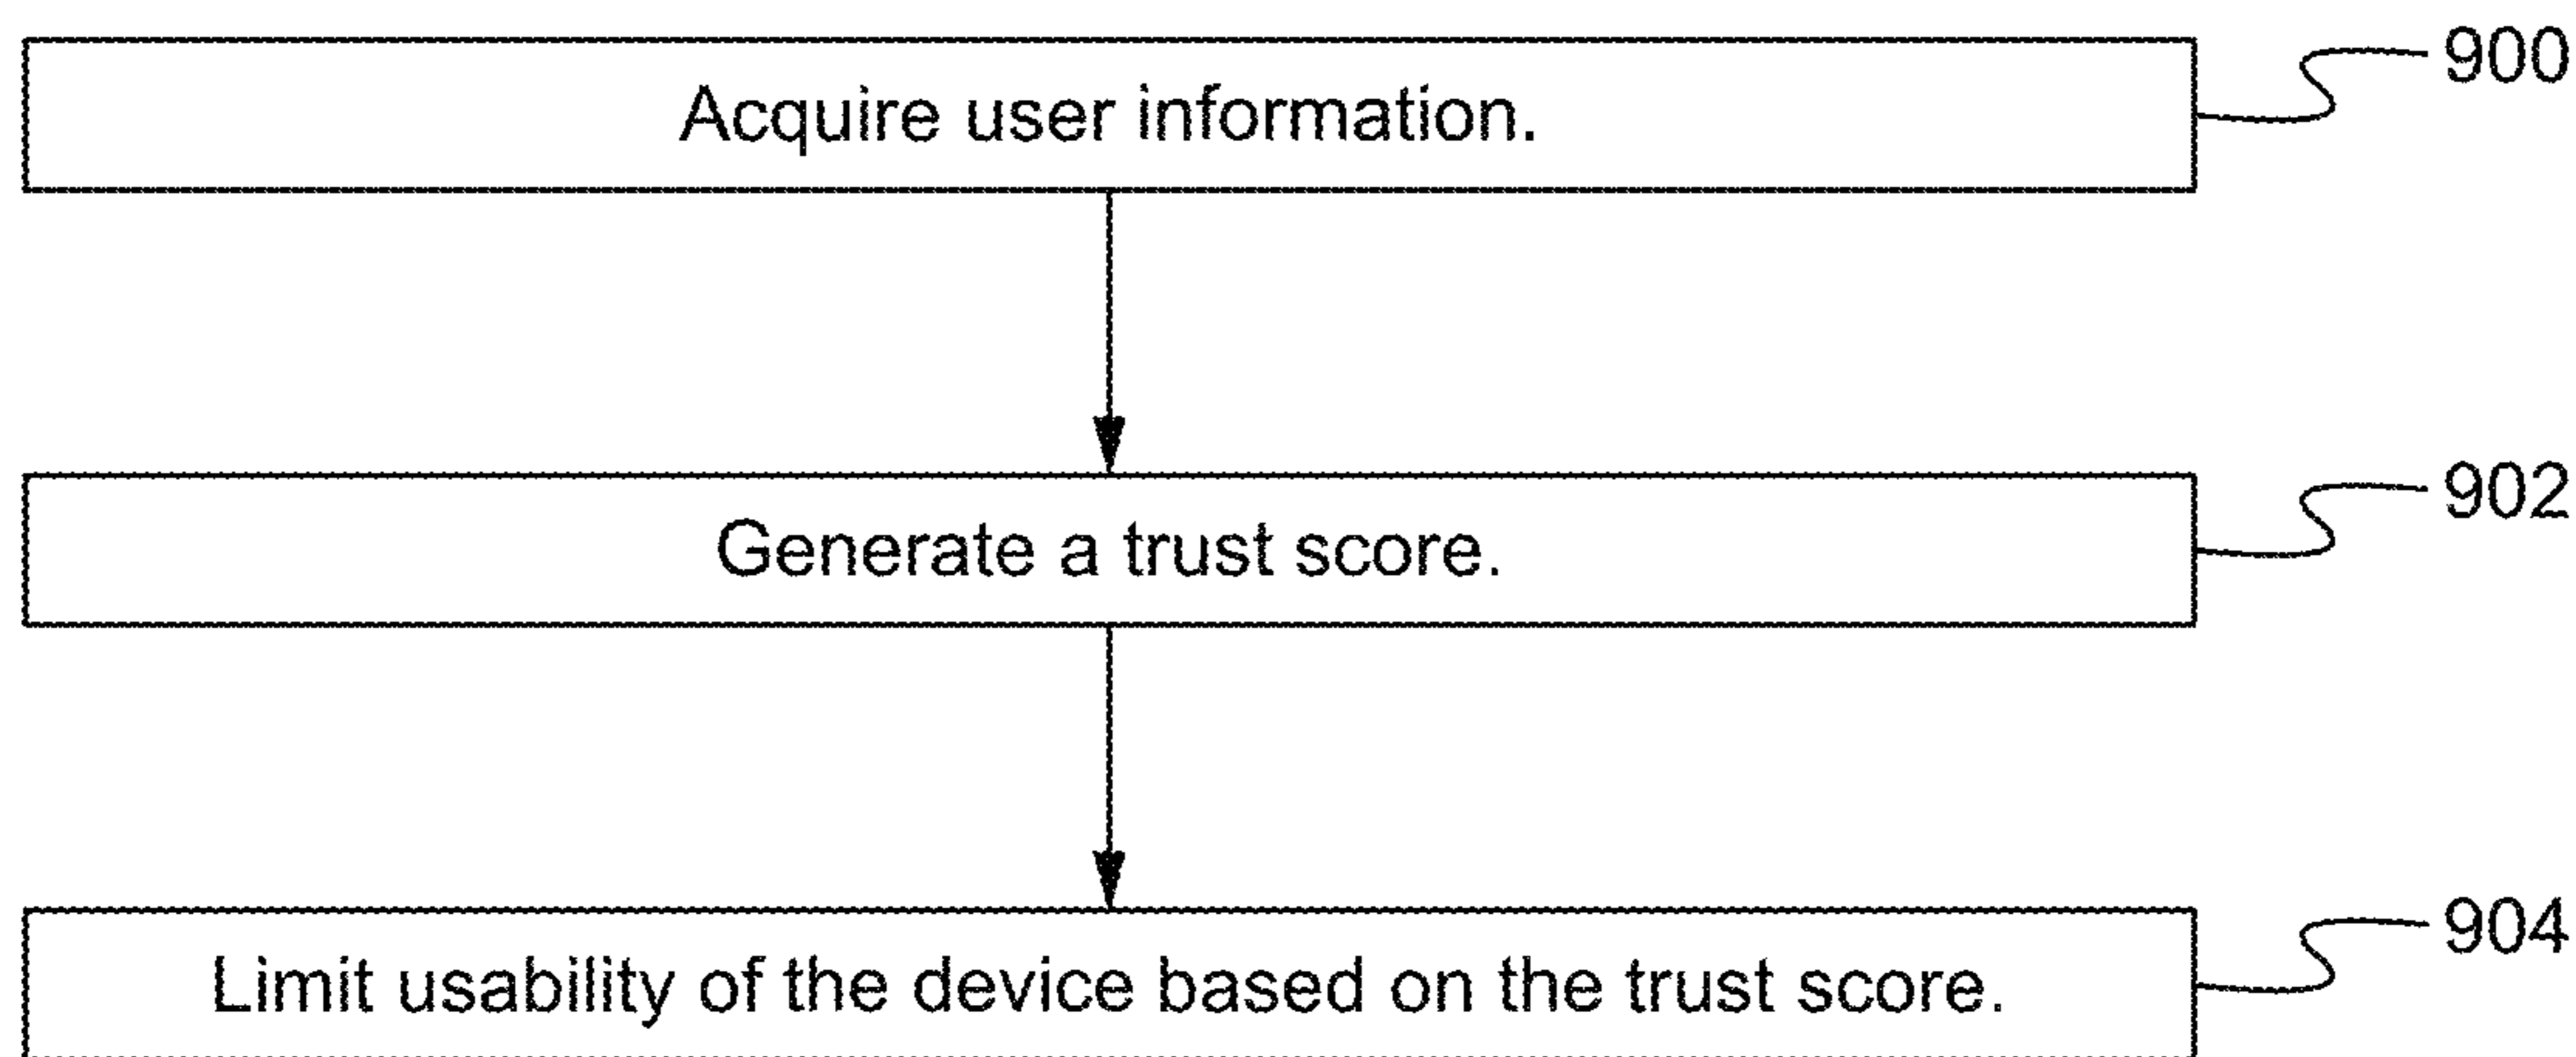 Acquire user information.
900
Generate a trust score.
902
Limit usability of the device based on the trust score.
904